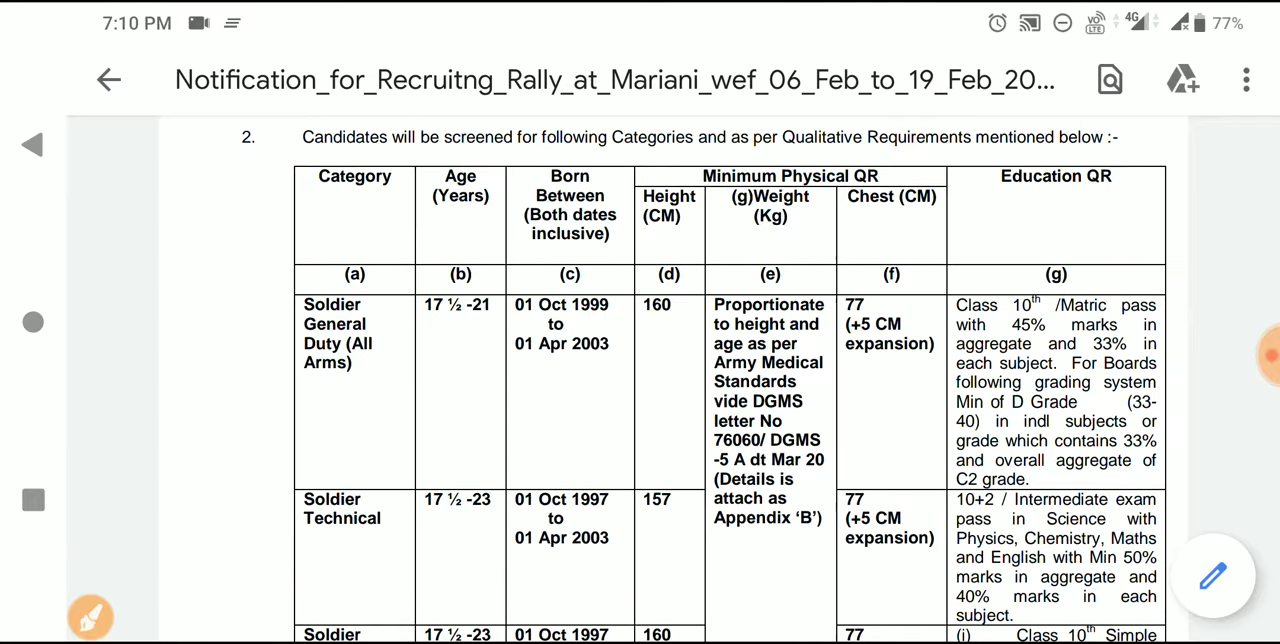 7:10 PM
VO)) LTE 4G 77%
Notification_for_Recruitng_Rally_at_Mariani_wef_06_Feb_to_19_Feb_20...
2. Candidates will be screened for following Categories and as per Qualitative Requirements mentioned below :-
Category Age Born Minimum Physical QR Education QR
(Years) Between Height (g)Weight Chest (CM)
(Both dates (CM) (Kg)
inclusive)
(a) (b) (c) (d) (e) (f) (g)
Soldier 17 ½ -21 01 Oct 1999 160 Proportionate 77 Class 10th /Matric pass
General to to height and (+5 CM with 45% marks in
Duty (All 01 Apr 2003 age as per expansion) aggregate and 33% in
Arms) Army Medical each subject. For Boards
Standards following grading system
vide DGMS Min of D Grade (33-
letter No 40) in indl subjects or
76060/ DGMS grade which contains 33%
-5 A dt Mar 20 and overall aggregate of
(Details is C2 grade.
Soldier 17 ½ -23 01 Oct 1997 157 attach as 77 10+2 / Intermediate exam
Technical to Appendix ‘B’) (+5 CM pass in Science with
01 Apr 2003 expansion) Physics, Chemistry, Maths
and English with Min 50%
marks in aggregate and
40% marks in each
subject.
Soldier 17 ½ -23 01 Oct 1997 160 77 (i) Class 10th Simple